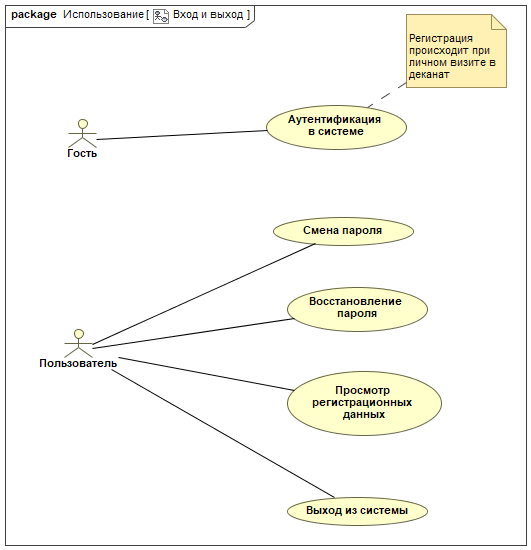 package Использование [ Вход и выход ]
Регистрация
происходит при
личном визите в
деканат
Аутентификация
в системе
Гость
Смена пароля
Восстановление
пароля
Пользователь
Просмотр
регистрационных
данных
Выход из системы